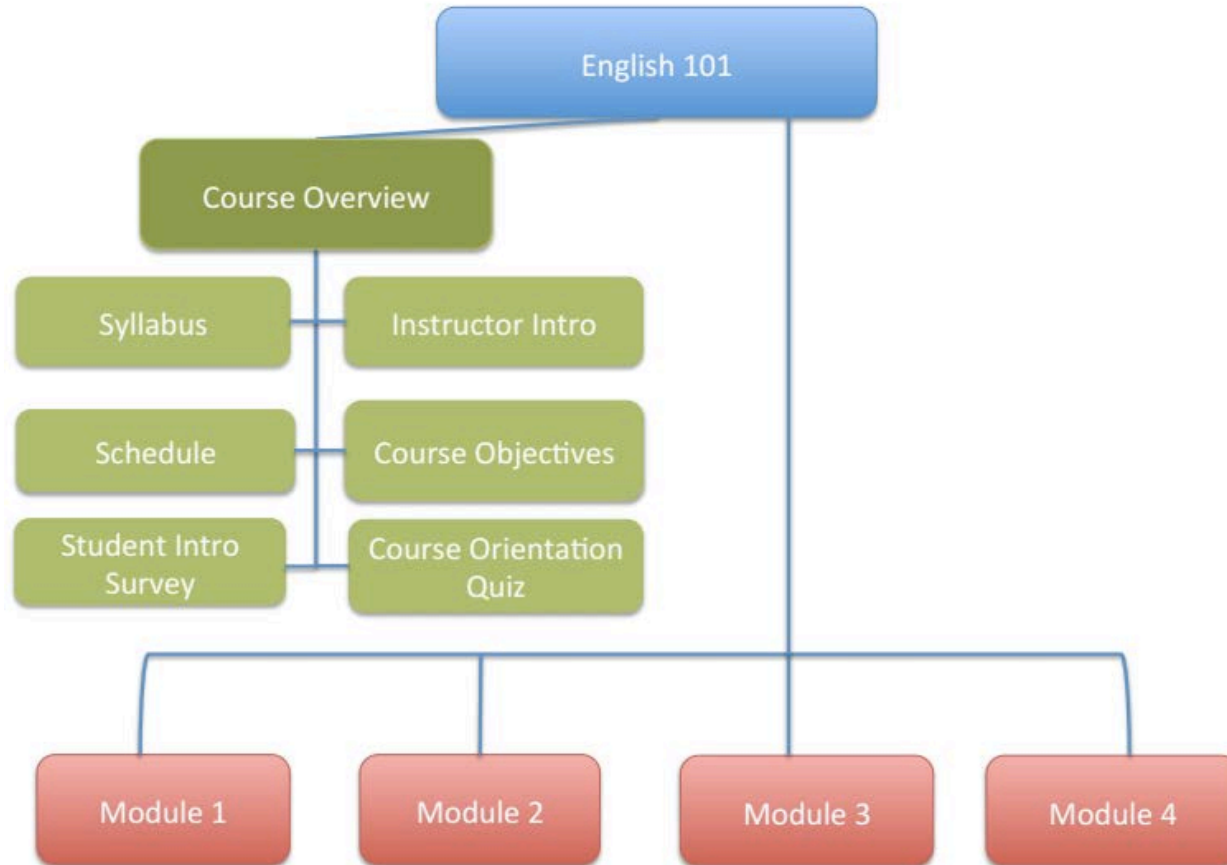 English 101
Course Overview
Syllabus
Instructor Intro
Schedule
Course Objectives
Student Intro
Survey
Course Orientation
Quiz
Module 1
Module 2
Module 3
Module 4